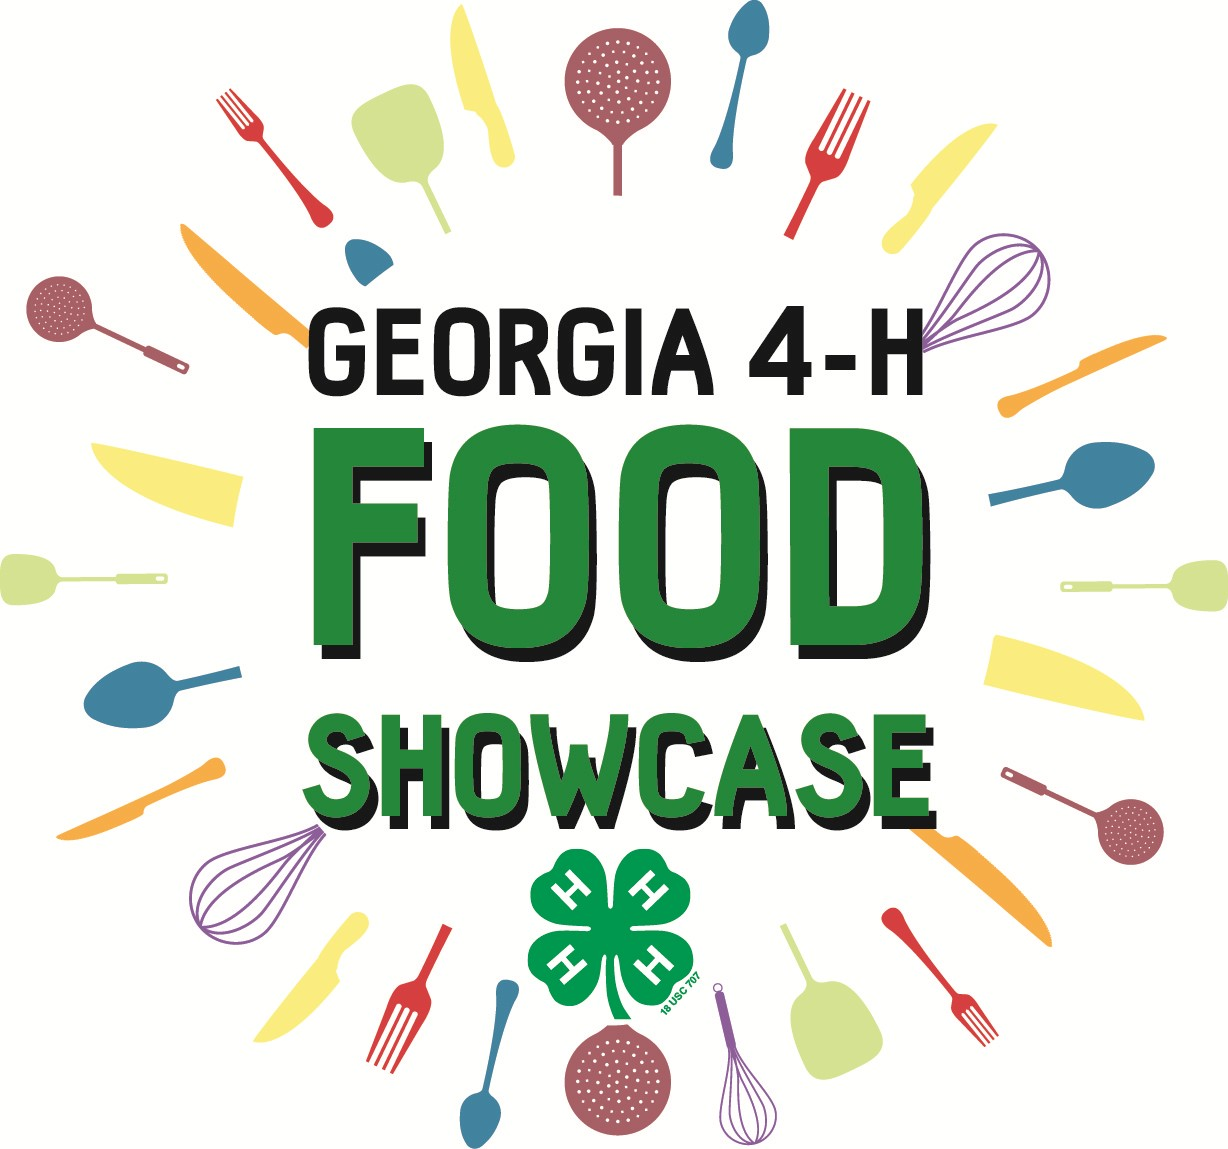 GEORGIA 4-H
FOOD
SHOWCASE
H H
H H
18 USC 707